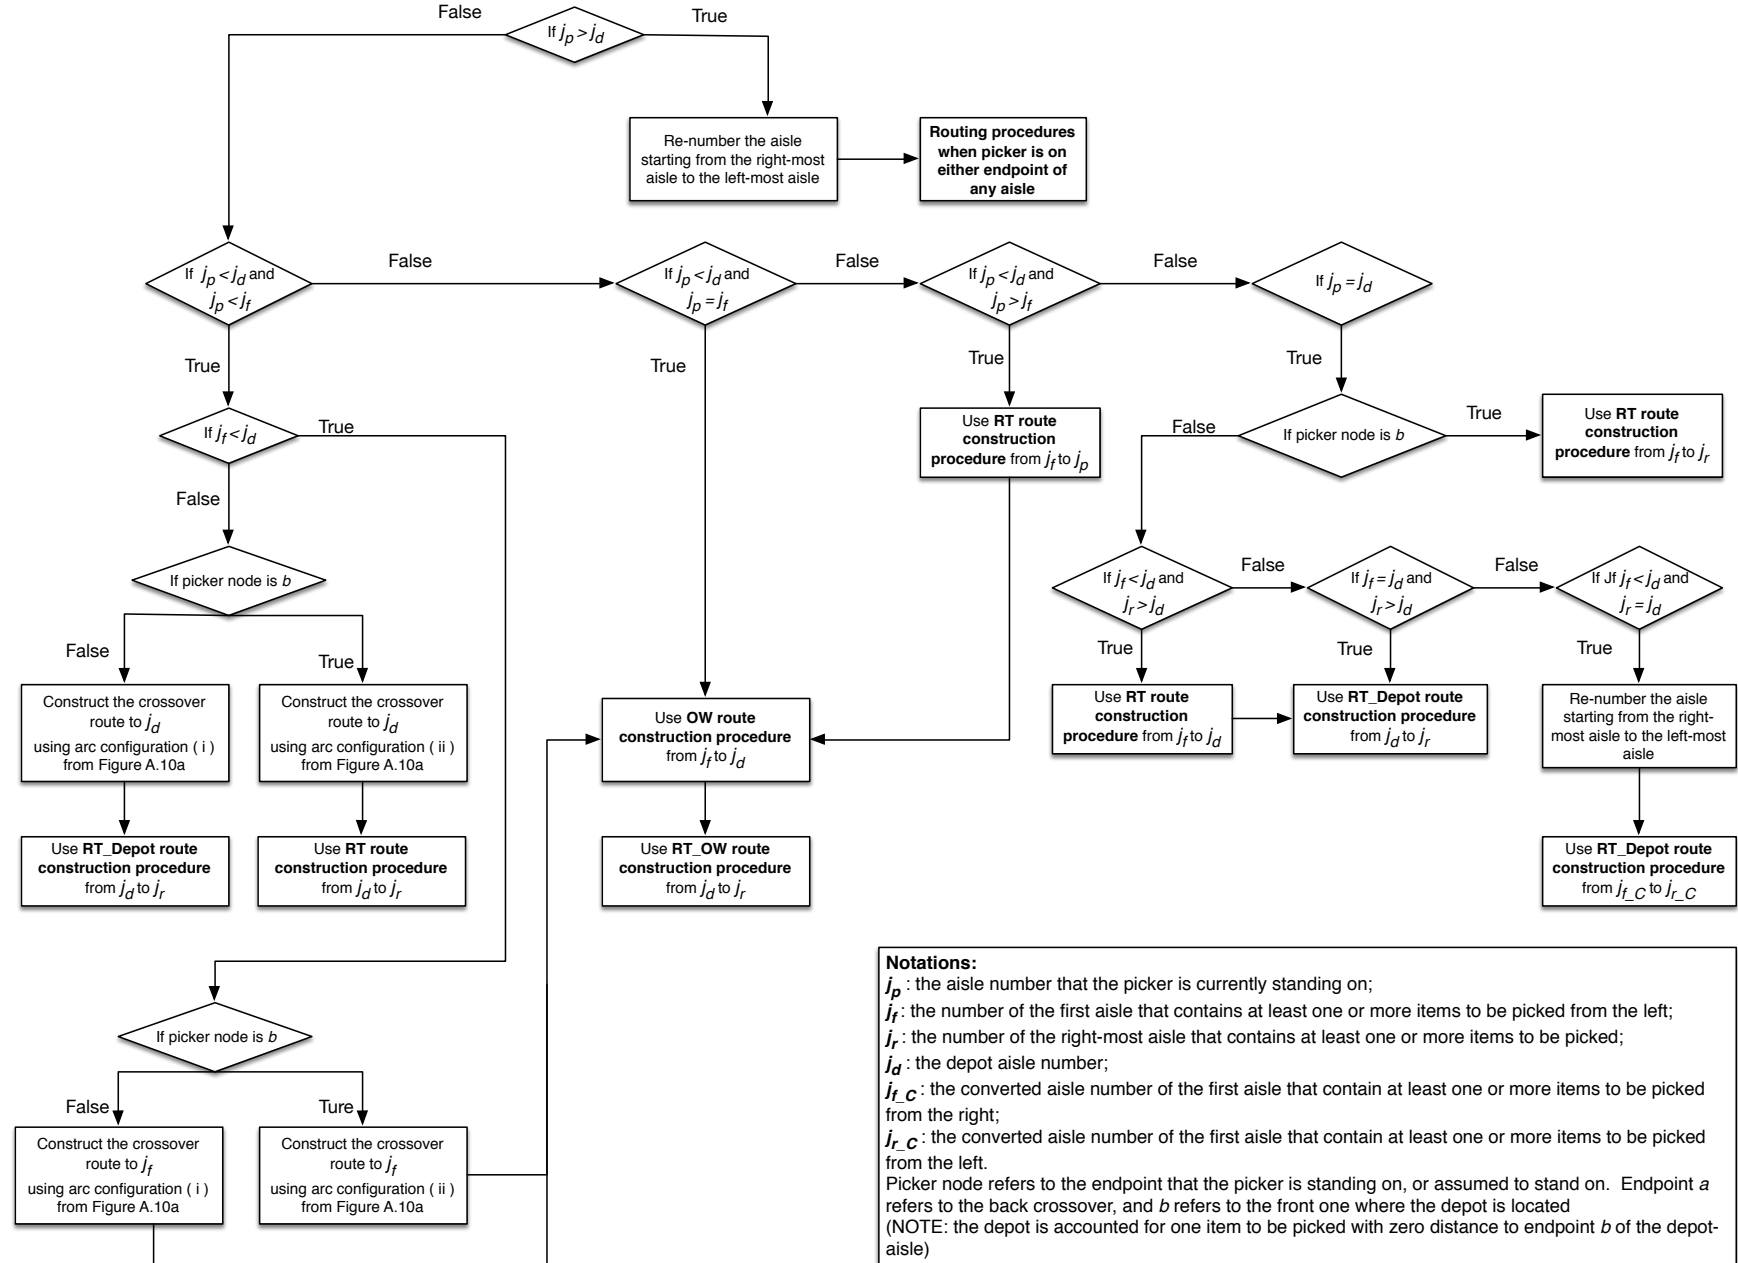 False
True
If jp > jd
Re-number the aisle
starting from the right-most
aisle to the left-most aisle
Routing procedures
when picker is on
either endpoint of
any aisle
If jp < jd and
jp < jf
False
If jp < jd and
jp = jf
False
If jp < jd and
jp > jf
False
If jp = jd
True
True
True
True
If jf < jd
True
Use RT route
construction
procedure from jf to jp
False
If picker node is b
True
Use RT route
construction
procedure from jf to jr
False
If picker node is b
If jf < jd and
jr > jd
False
If jf = jd and
jr > jd
False
If Jf jf < jd and
jr = jd
False
True
True
True
True
Construct the crossover
route to jd
using arc configuration ( i )
from Figure A.10a
Construct the crossover
route to jd
using arc configuration ( ii )
from Figure A.10a
Use OW route
construction procedure
from jf to jd
Use RT route
construction
procedure from jf to jd
Use RT_Depot route
construction procedure
from jd to jr
Re-number the aisle
starting from the right-
most aisle to the left-most
aisle
Use RT_Depot route
construction procedure
from jd to jr
Use RT route
construction procedure
from jd to jr
Use RT_OW route
construction procedure
from jd to jr
Use RT_Depot route
construction procedure
from jf_C to jr_C
If picker node is b
False
Ture
Construct the crossover
route to jf
using arc configuration ( i )
from Figure A.10a
Construct the crossover
route to jf
using arc configuration ( ii )
from Figure A.10a
Notations:
jp : the aisle number that the picker is currently standing on;
jf : the number of the first aisle that contains at least one or more items to be picked from the left;
jr : the number of the right-most aisle that contains at least one or more items to be picked;
jd : the depot aisle number;
jf_C : the converted aisle number of the first aisle that contain at least one or more items to be picked
from the right;
jr_C : the converted aisle number of the first aisle that contain at least one or more items to be picked
from the left.
Picker node refers to the endpoint that the picker is standing on, or assumed to stand on. Endpoint a
refers to the back crossover, and b refers to the front one where the depot is located
(NOTE: the depot is accounted for one item to be picked with zero distance to endpoint b of the depot-
aisle)